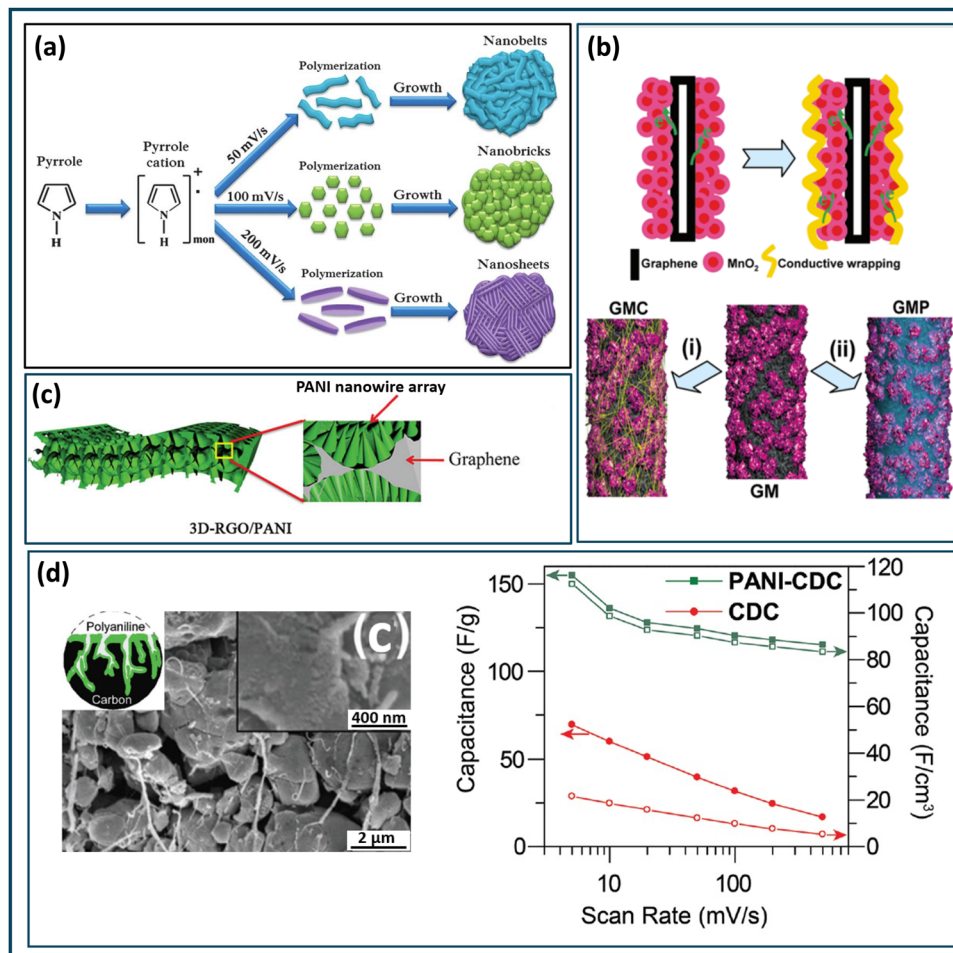 (a)
Pyrrole
N
H
Pyrrole
cation
N
H
+
·
mon
50 mV/s
100 mV/s
200 mV/s
Polymerization
Growth
Nanobelts
Polymerization
Growth
Nanobricks
Polymerization
Growth
Nanosheets
(b)
e
e
e
e
e
e
Graphene MnO2 Conductive wrapping
GMC
(i)
GM
(ii)
GMP
(c)
PANI nanowire array
Graphene
3D-RGO/PANI
(d)
Polyaniline
Carbon
(c)
400 nm
2 µm
Capacitance (F/g)
150
100
50
0
PANI-CDC
CDC
120
100
80
60
40
20
0
Capacitance (F/cm³)
10
100
Scan Rate (mV/s)